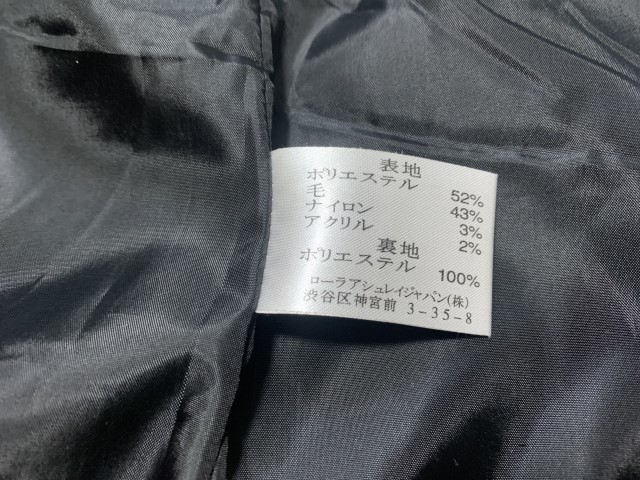 表地
ポリエステル 52%
毛 43%
ナイロン 3%
アクリル 2%
裏地
ポリエステル 100%
ローラアシュレイジャパン(株)
渋谷区神宮前 3-35-8